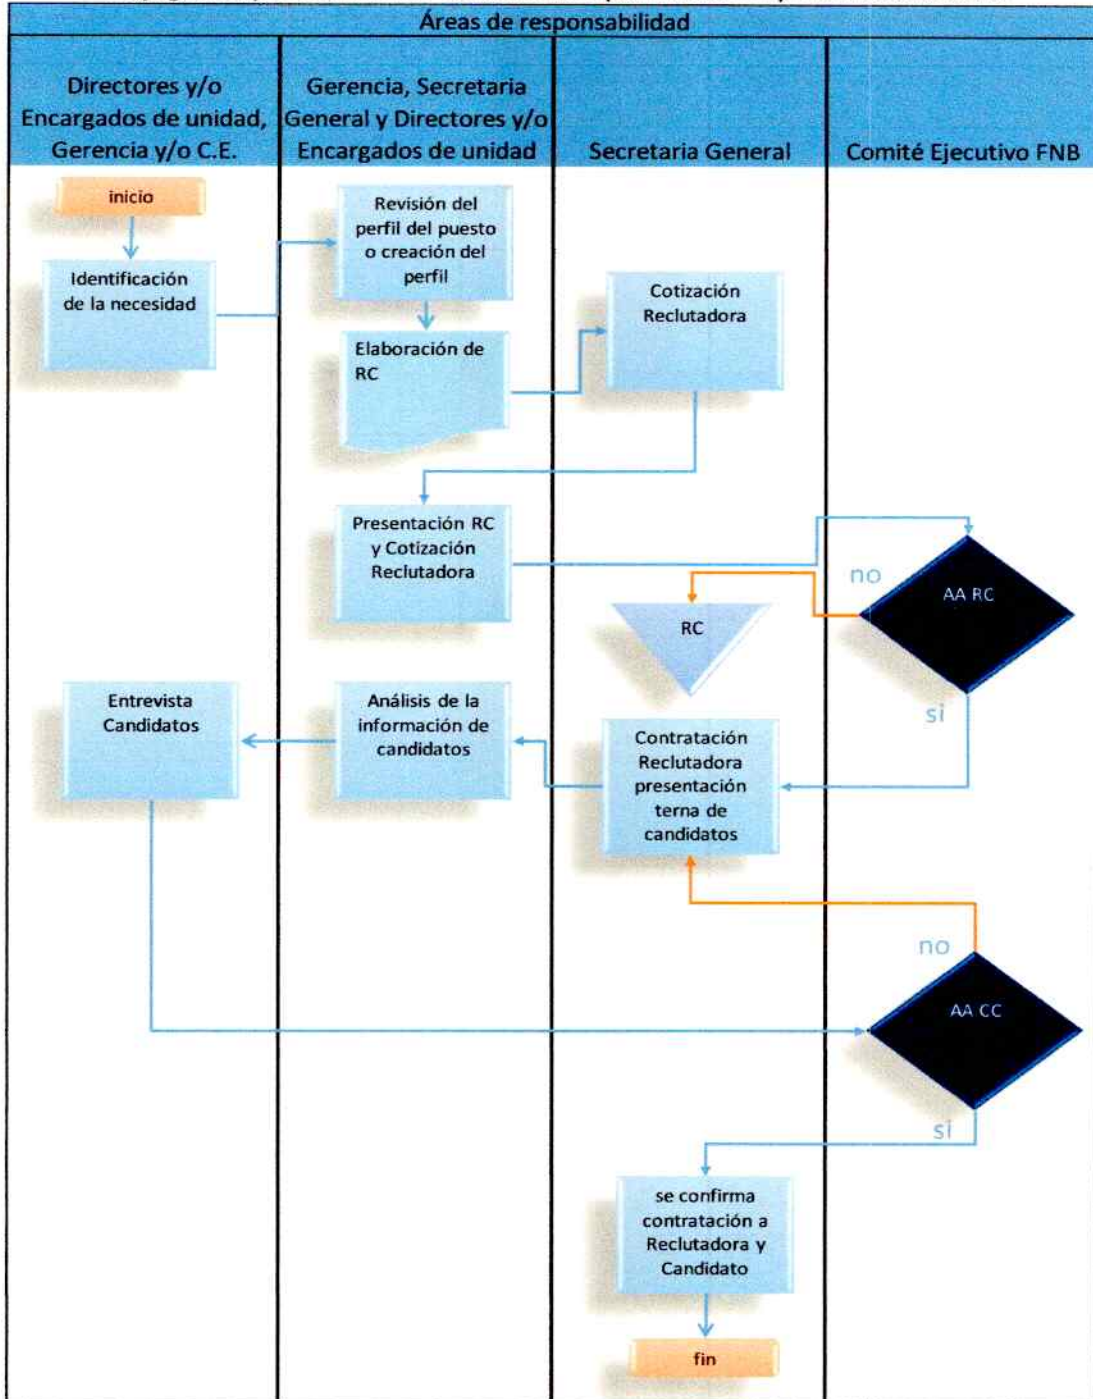 Áreas de responsabilidad
Directores y/o
Encargados de unidad,
Gerencia y/o C.E.
Gerencia, Secretaria
General y Directores y/o
Encargados de unidad
Secretaria General
Comité Ejecutivo FNB
inicio
Identificación
de la necesidad
Revisión del
perfil del puesto
o creación del
perfil
Elaboración de
RC
Cotización
Reclutadora
Presentación RC
y Cotización
Reclutadora
no
AA RC
RC
si
Entrevista
Candidatos
Análisis de la
información de
candidatos
Contratación
Reclutadora
presentación
terna de
candidatos
no
AA CC
si
se confirma
contratación a
Reclutadora y
Candidato
fin